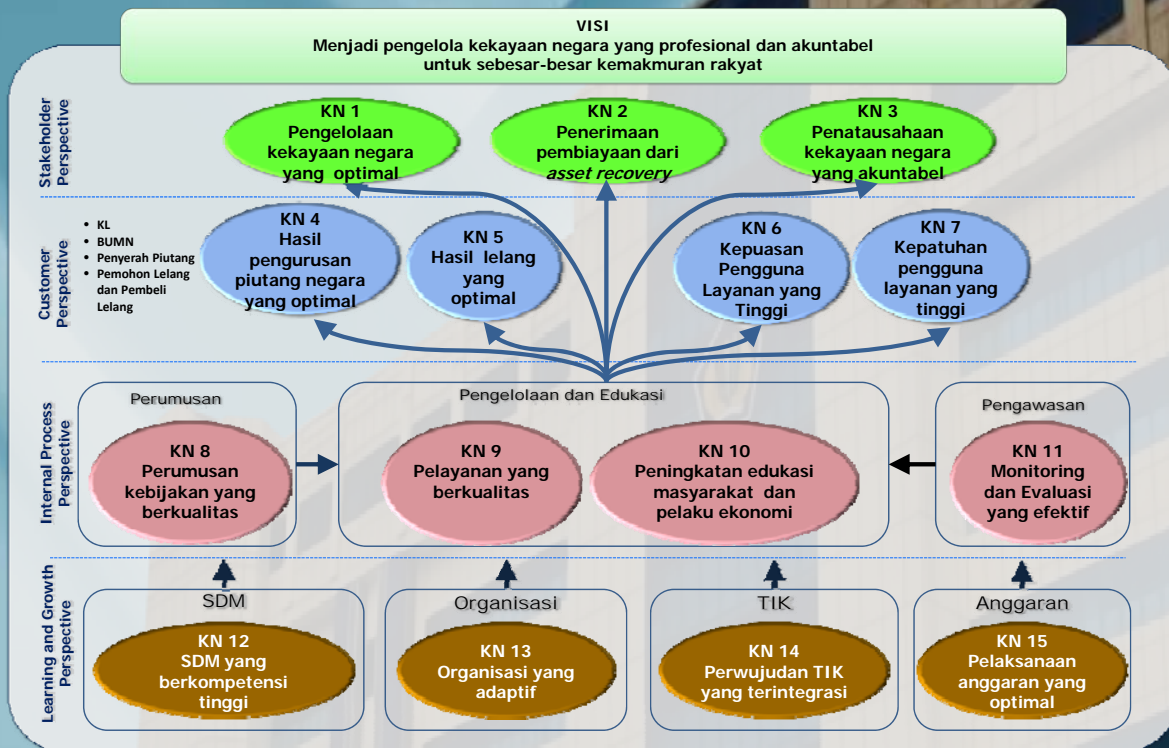 VISI
Menjadi pengelola kekayaan negara yang profesional dan akuntabel
untuk sebesar-besar kemakmuran rakyat
Stakeholder
Perspective
KN 1
Pengelolaan
kekayaan negara
yang optimal
KN 2
Penerimaan
pembiayaan dari
asset recovery
KN 3
Penatausahaan
kekayaan negara
yang akuntabel
Customer
Perspective
• KL
• BUMN
• Penyerah Piutang
• Pemohon Lelang
dan Pembeli
Lelang
KN 4
Hasil
pengurusan
piutang negara
yang optimal
KN 5
Hasil lelang
yang
optimal
KN 6
Kepuasan
Pengguna
Layanan yang
Tinggi
KN 7
Kepatuhan
pengguna
layanan yang
tinggi
Internal Process
Perspective
Perumusan
KN 8
Perumusan
kebijakan yang
berkualitas
Pengelolaan dan Edukasi
KN 9
Pelayanan yang
berkualitas
KN 10
Peningkatan edukasi
masyarakat dan
pelaku ekonomi
Pengawasan
KN 11
Monitoring
dan Evaluasi
yang efektif
Learning and Growth
Perspective
SDM
KN 12
SDM yang
berkompetensi
tinggi
Organisasi
KN 13
Organisasi yang
adaptif
TIK
KN 14
Perwujudan TIK
yang terintegrasi
Anggaran
KN 15
Pelaksanaan
anggaran yang
optimal